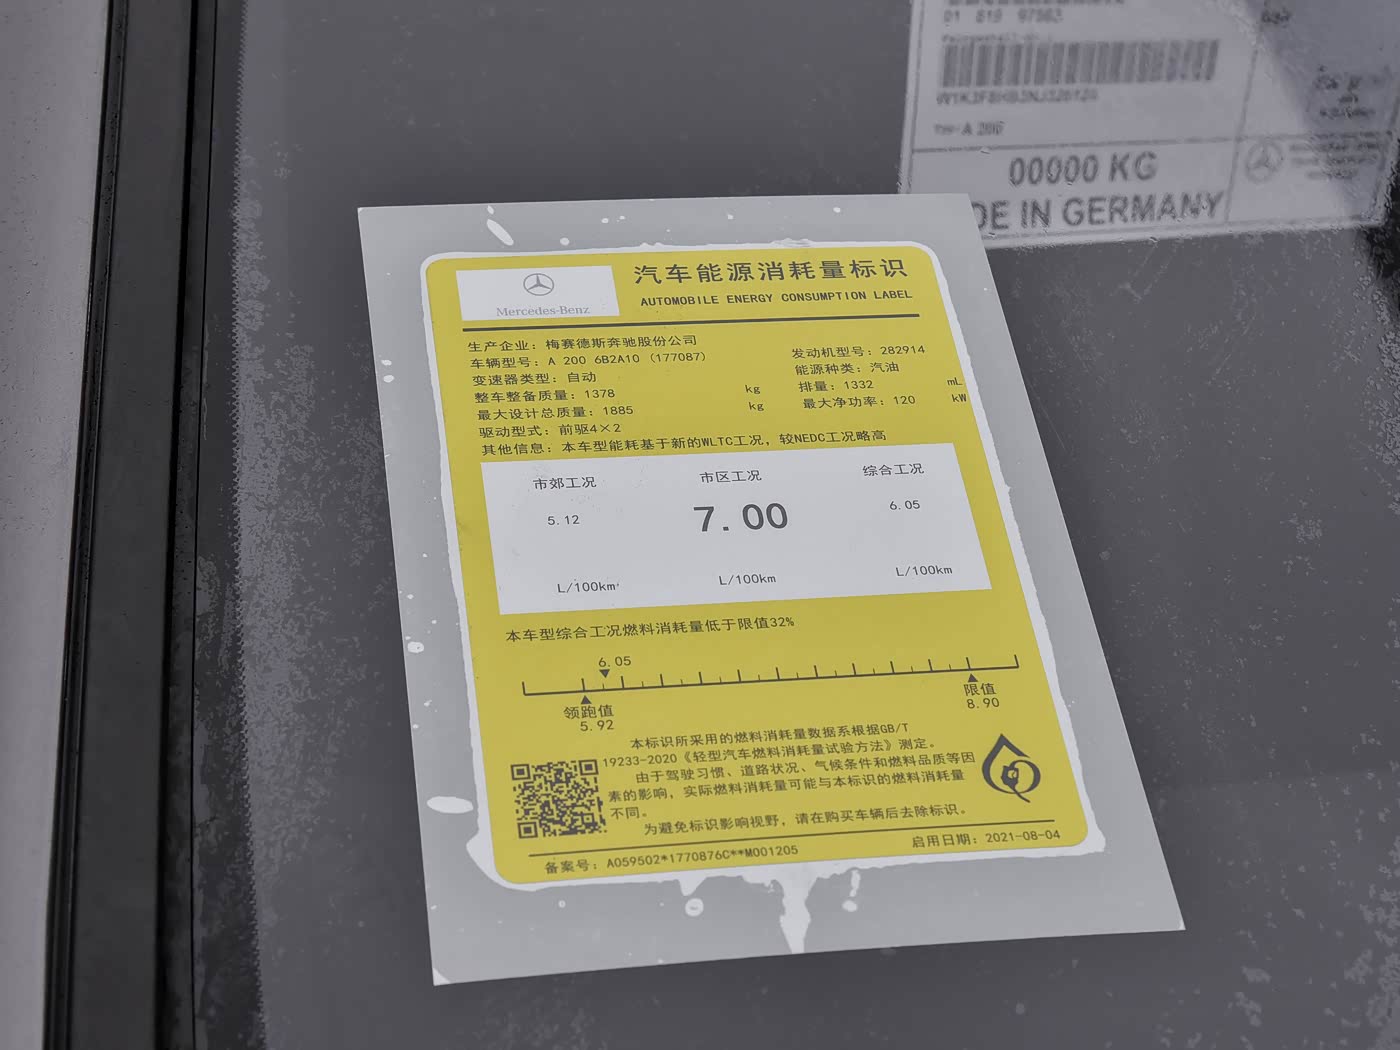 01 819 97563
A 200
00000 KG
DE IN GERMANY
Mercedes-Benz
汽车能源消耗量标识
AUTOMOBILE ENERGY CONSUMPTION LABEL
生产企业：梅赛德斯奔驰股份公司
车辆型号：A 200 6B2A10 (177087)
发动机型号：282914
变速器类型：自动
能源种类：汽油
整车整备质量：1378 kg
排量：1332 mL
最大设计总质量：1885 kg
最大净功率：120 kW
驱动型式：前驱4×2
其他信息：本车型能耗基于新的WLTC工况，较NEDC工况略高
市郊工况 市区工况 综合工况
5.12 7.00 6.05
L/100km L/100km L/100km
本车型综合工况燃料消耗量低于限值32%
6.05
领跑值 限值
5.92 8.90
本标识所采用的燃料消耗量数据系根据GB/T
19233-2020《轻型汽车燃料消耗量试验方法》测定。
由于驾驶习惯、道路状况、气候条件和燃料品质等因
素的影响，实际燃料消耗量可能与本标识的燃料消耗量
不同。
为避免标识影响视野，请在购买车辆后去除标识。
备案号：A059502*1770876C**M001205
启用日期：2021-08-04